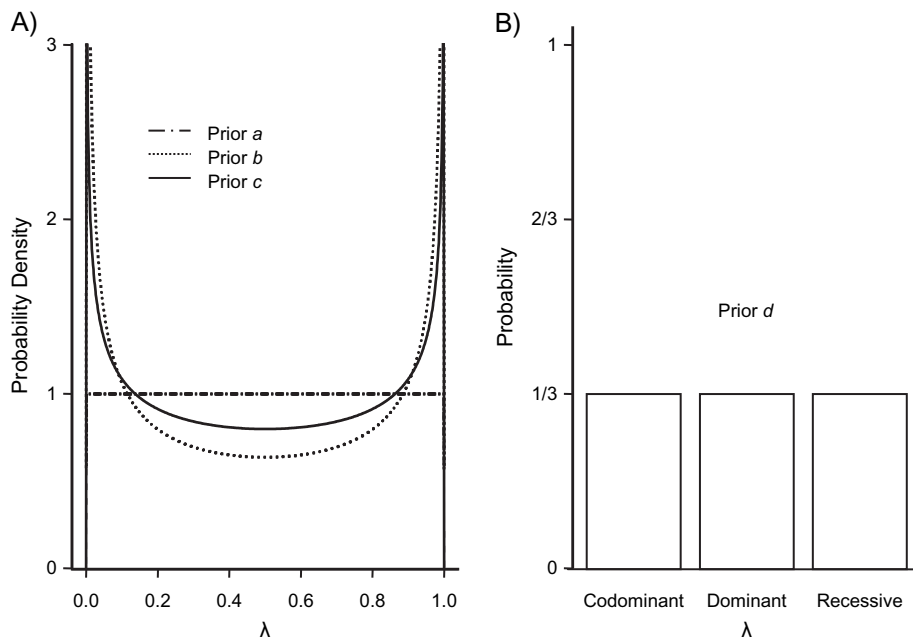 A)
3
2
1
0
Probability Density
Prior a
Prior b
Prior c
0.0 0.2 0.4 0.6 0.8 1.0
λ
B)
1
2/3
1/3
0
Probability
Prior d
Codominant Dominant Recessive
λ